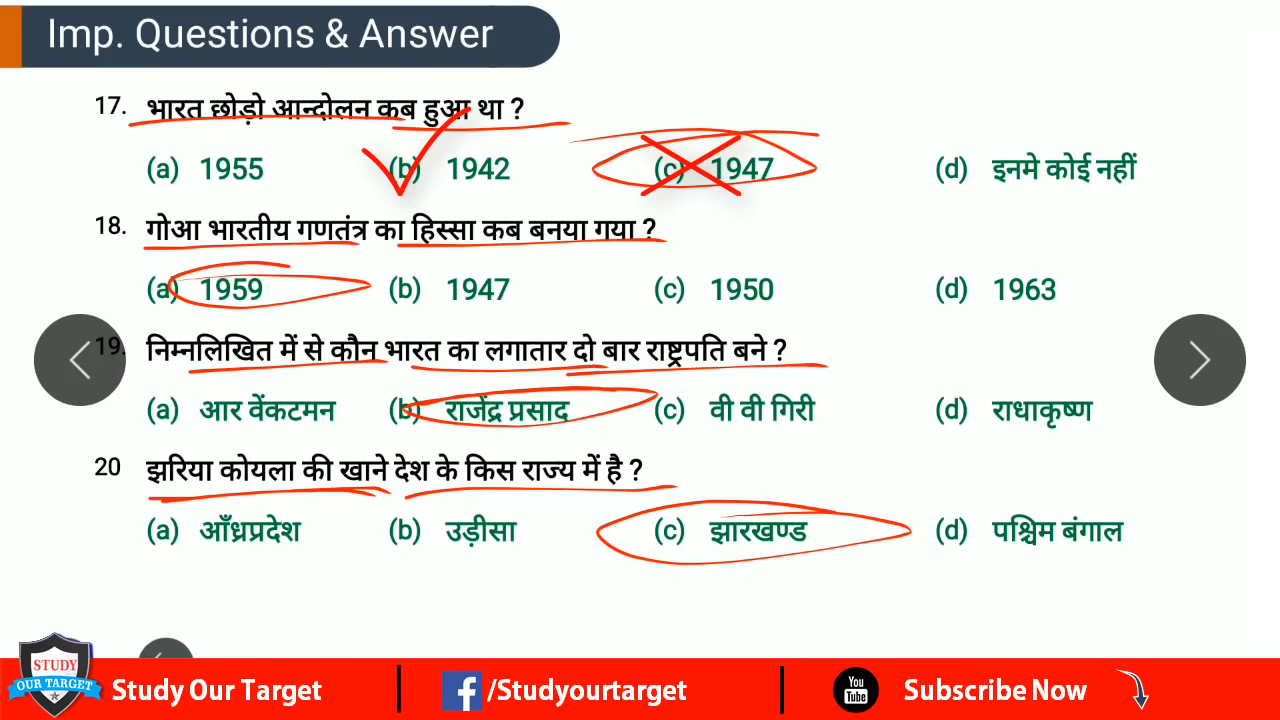 Imp. Questions & Answer
17. भारत छोड़ो आन्दोलन कब हुआ था ?
(a) 1955 (b) 1942 (c) 1947 (d) इनमे कोई नहीं
18. गोआ भारतीय गणतंत्र का हिस्सा कब बनया गया ?
(a) 1959 (b) 1947 (c) 1950 (d) 1963
19. निम्नलिखित में से कौन भारत का लगातार दो बार राष्ट्रपति बने ?
(a) आर वेंकटमन (b) राजेंद्र प्रसाद (c) वी वी गिरी (d) राधाकृष्ण
20 झरिया कोयला की खाने देश के किस राज्य में है ?
(a) आँध्रप्रदेश (b) उड़ीसा (c) झारखण्ड (d) पश्चिम बंगाल
STUDY
OUR TARGET
Study Our Target f /Studyourtarget You Tube Subscribe Now